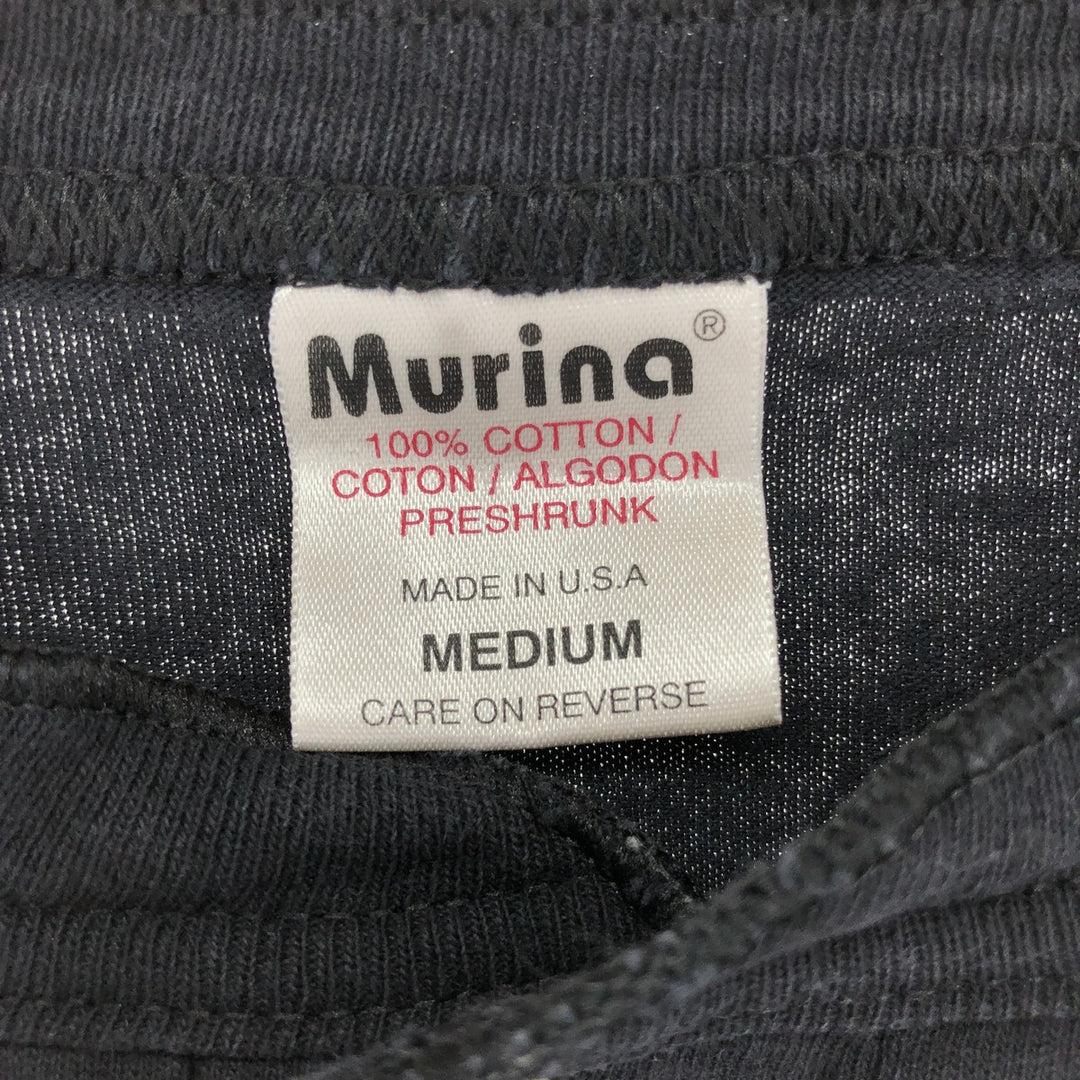 Murina®
100% COTTON /
COTON / ALGODON
PRESHRUNK
MADE IN U.S.A
MEDIUM
CARE ON REVERSE